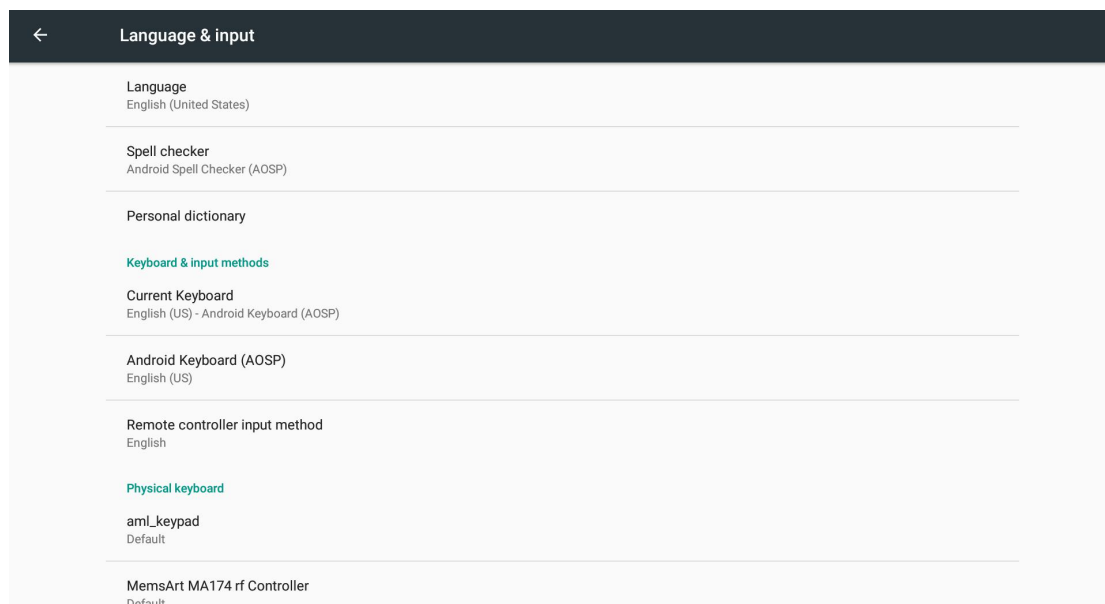 Language & input
Language
English (United States)
Spell checker
Android Spell Checker (AOSP)
Personal dictionary
Keyboard & input methods
Current Keyboard
English (US) - Android Keyboard (AOSP)
Android Keyboard (AOSP)
English (US)
Remote controller input method
English
Physical keyboard
aml_keypad
Default
MemsArt MA174 rf Controller
Default